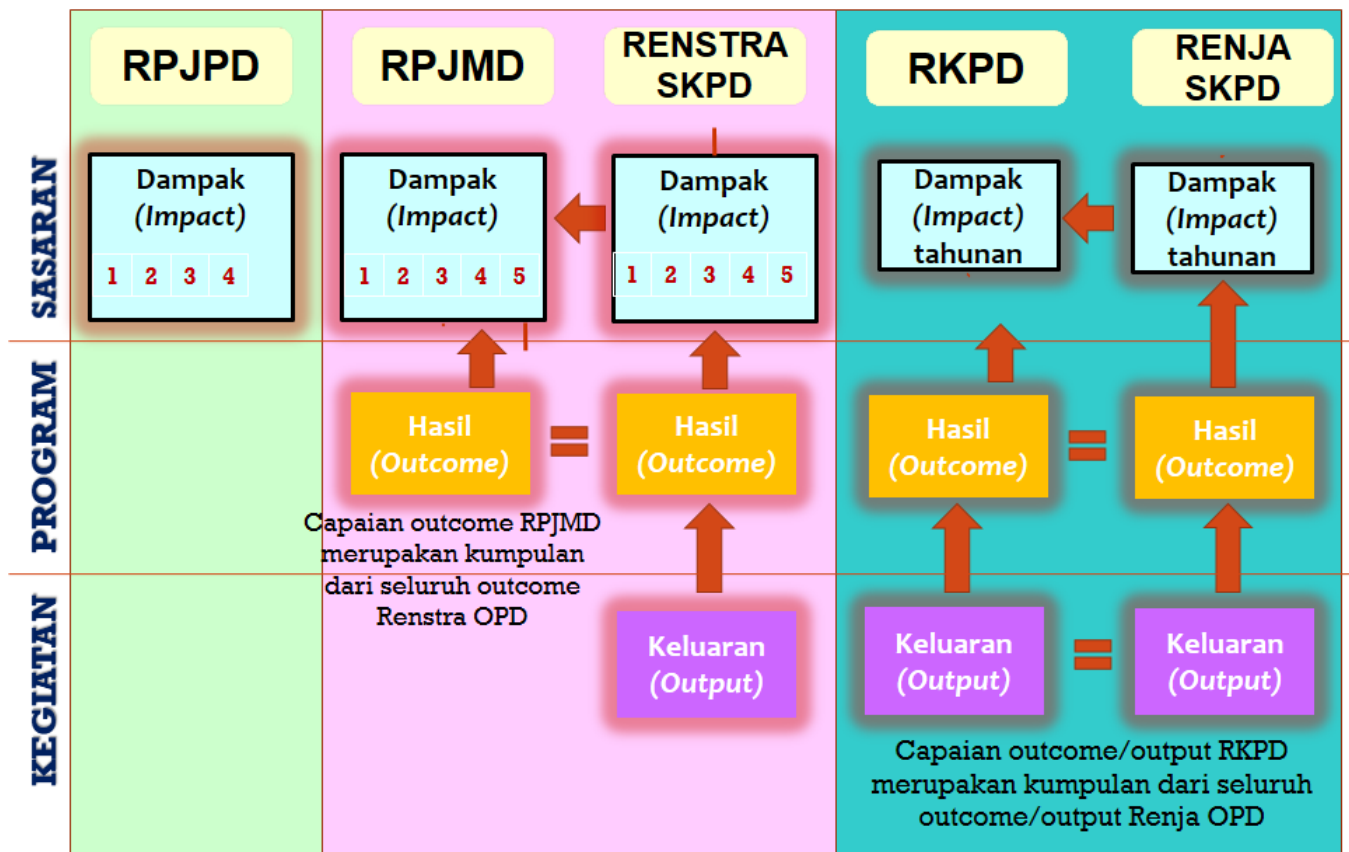 RPJPD
RPJMD
RENSTRA
SKPD
RKPD
RENJA
SKPD
SASARAN
Dampak
(Impact)
1 2 3 4
Dampak
(Impact)
1 2 3 4 5
Dampak
(Impact)
1 2 3 4 5
Dampak
(Impact)
tahunan
Dampak
(Impact)
tahunan
PROGRAM
Hasil
(Outcome)
=
Hasil
(Outcome)
Hasil
(Outcome)
=
Hasil
(Outcome)
Capaian outcome RPJMD
merupakan kumpulan
dari seluruh outcome
Renstra OPD
KEGIATAN
Keluaran
(Output)
Keluaran
(Output)
=
Keluaran
(Output)
Capaian outcome/output RKPD
merupakan kumpulan dari seluruh
outcome/output Renja OPD